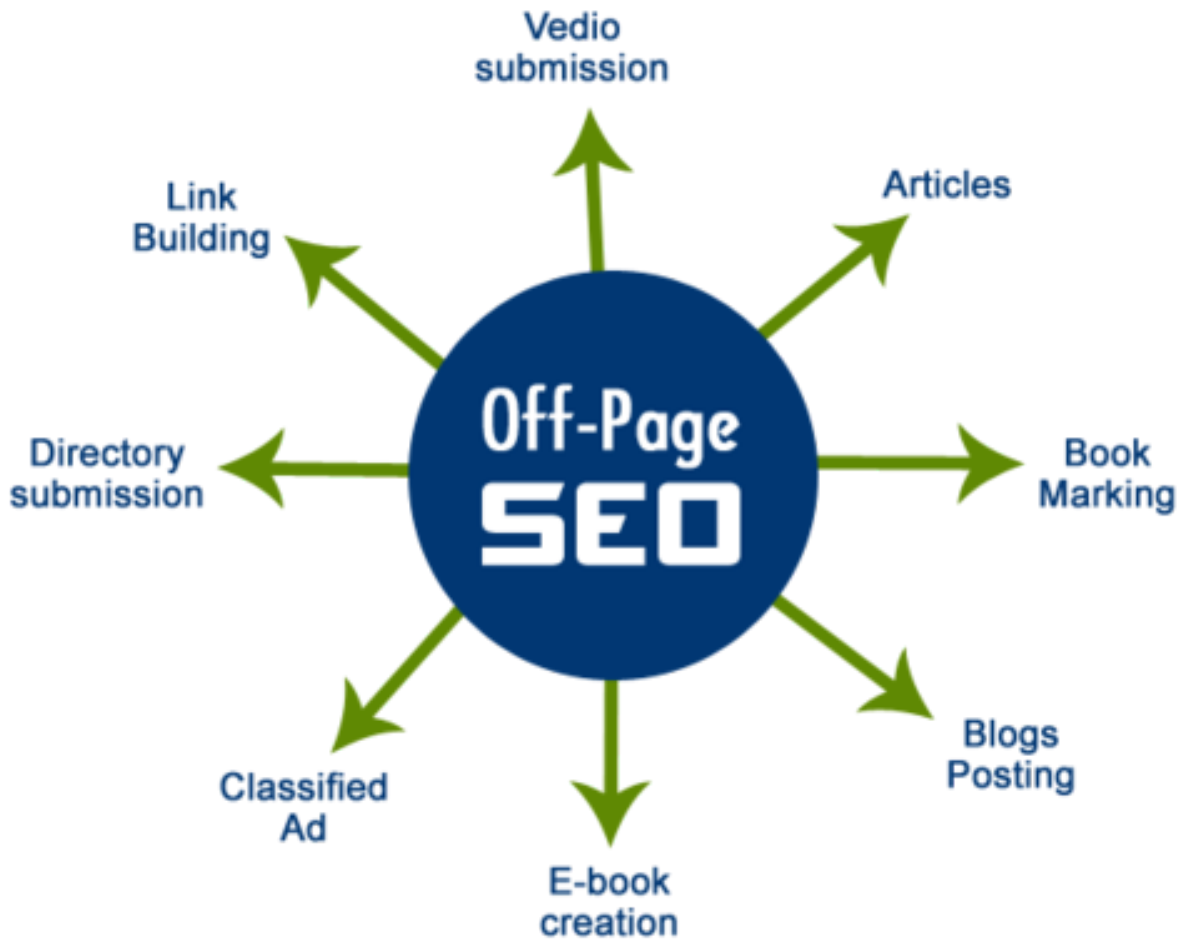 Vedio
submission
Articles
Link
Building
Off-Page
SEO
Directory
submission
Book
Marking
Blogs
Posting
Classified
Ad
E-book
creation